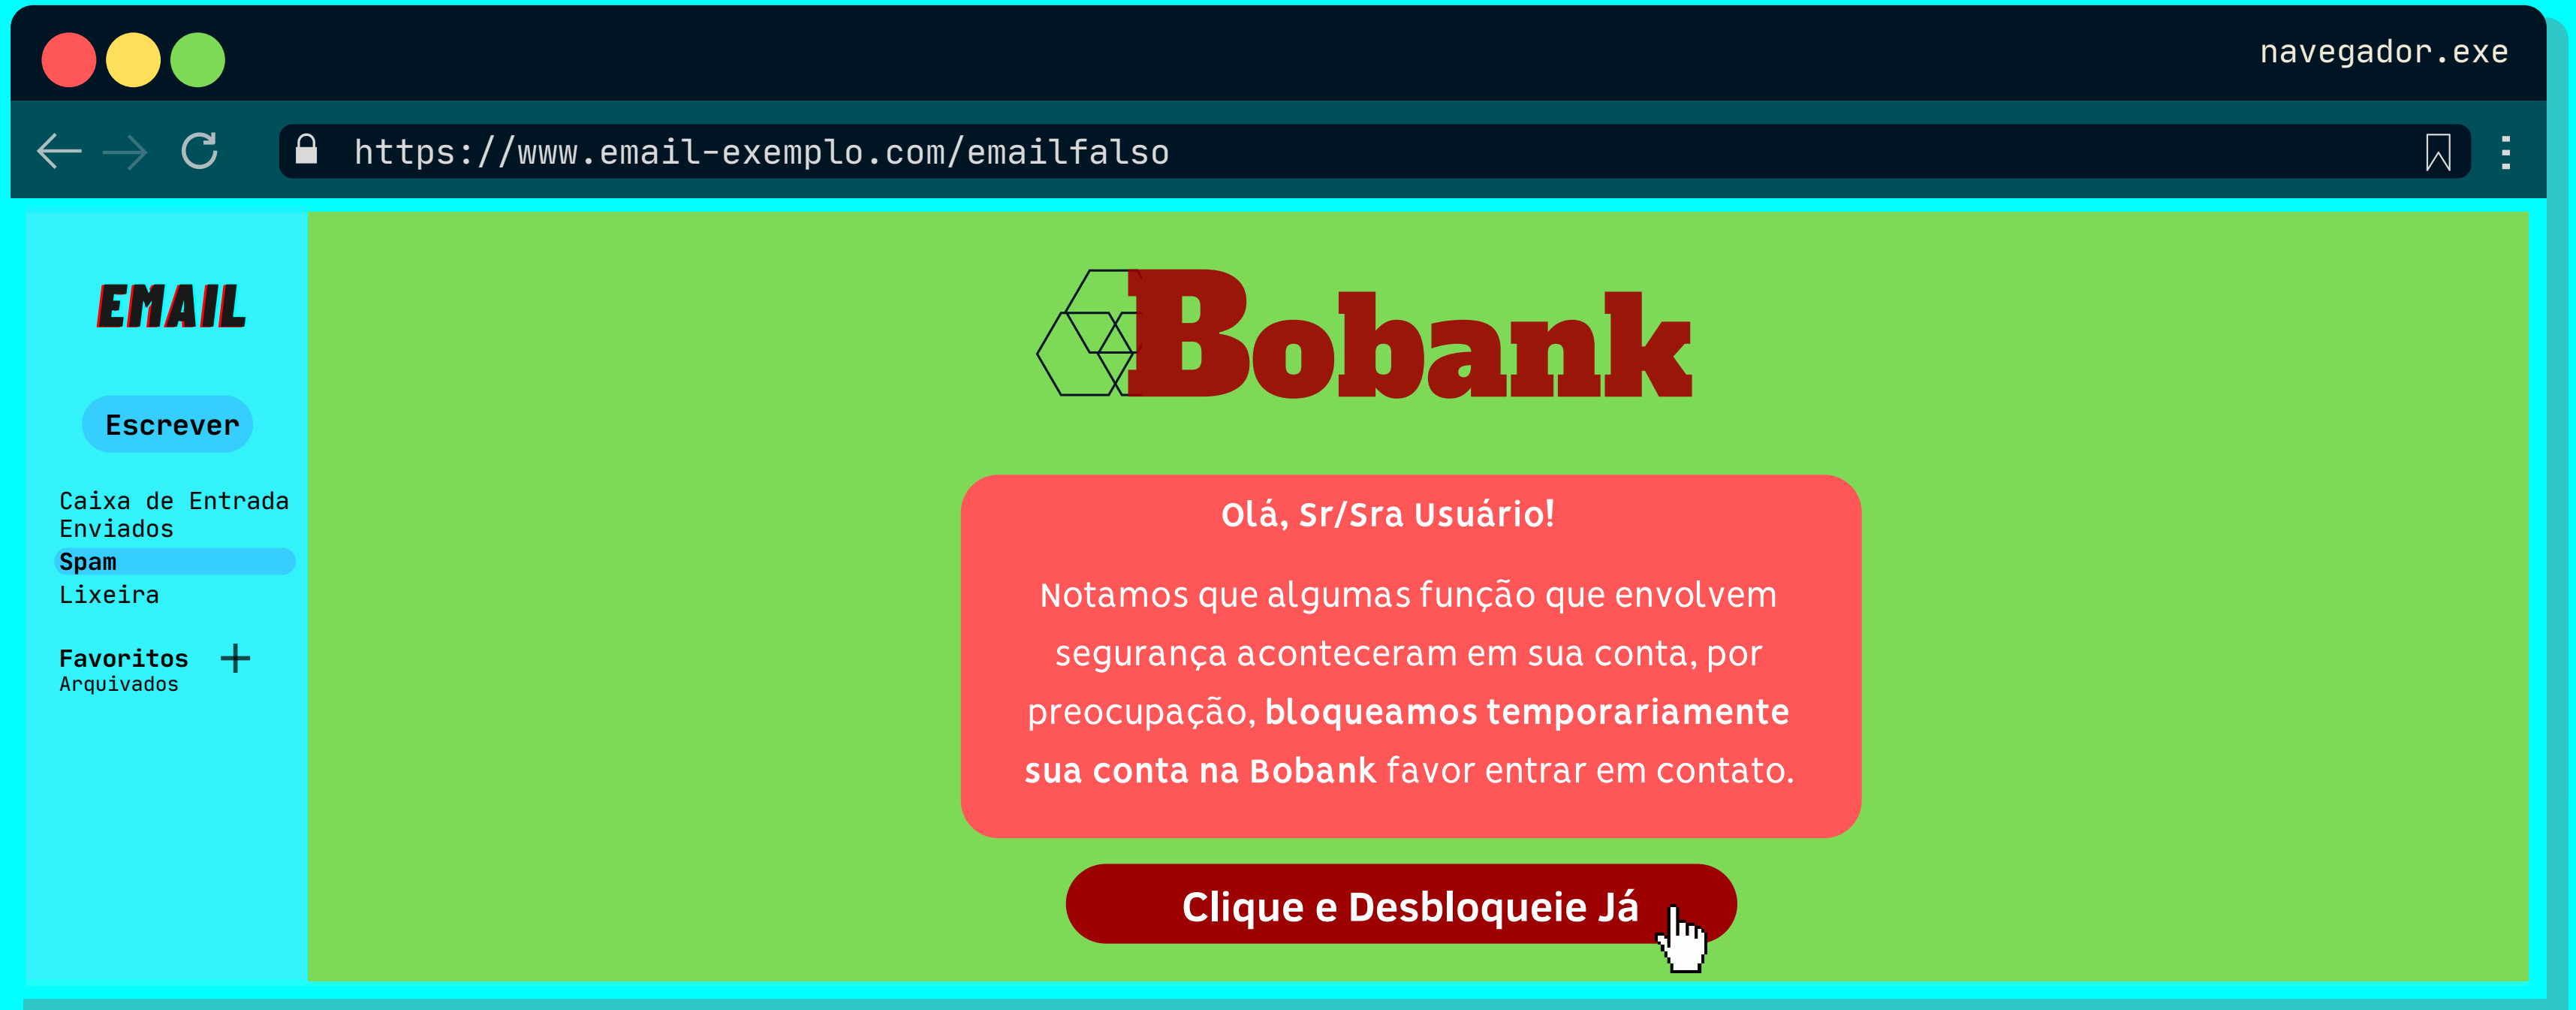 navegador.exe
https://www.email-exemplo.com/emailfalso
EMAIL
Escrever
Caixa de Entrada
Enviados
Spam
Lixeira
Favoritos
Arquivados
Bobank
Olá, Sr/Sra Usuário!
Notamos que algumas função que envolvem
segurança aconteceram em sua conta, por
preocupação, bloqueamos temporariamente
sua conta na Bobank favor entrar em contato.
Clique e Desbloqueie Já